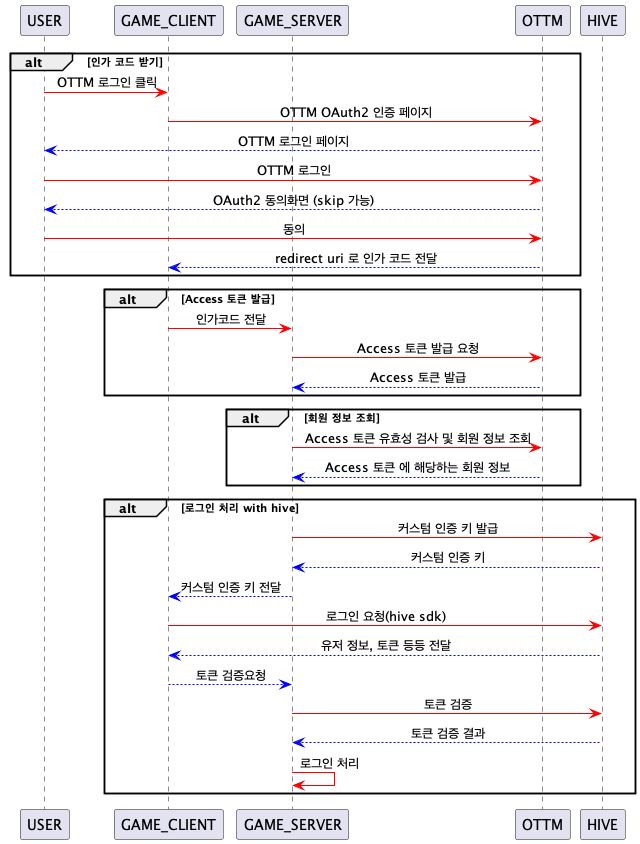 USER GAME_CLIENT GAME_SERVER OTTM HIVE
alt [인가 코드 받기]
OTTM 로그인 클릭
OTTM OAuth2 인증 페이지
OTTM 로그인 페이지
OTTM 로그인
OAuth2 동의화면 (skip 가능)
동의
redirect uri 로 인가 코드 전달
alt [Access 토큰 발급]
인가코드 전달
Access 토큰 발급 요청
Access 토큰 발급
alt [회원 정보 조회]
Access 토큰 유효성 검사 및 회원 정보 조회
Access 토큰 에 해당하는 회원 정보
alt [로그인 처리 with hive]
커스텀 인증 키 발급
커스텀 인증 키
커스텀 인증 키 전달
로그인 요청(hive sdk)
유저 정보, 토큰 등등 전달
토큰 검증요청
토큰 검증
토큰 검증 결과
로그인 처리
USER GAME_CLIENT GAME_SERVER OTTM HIVE